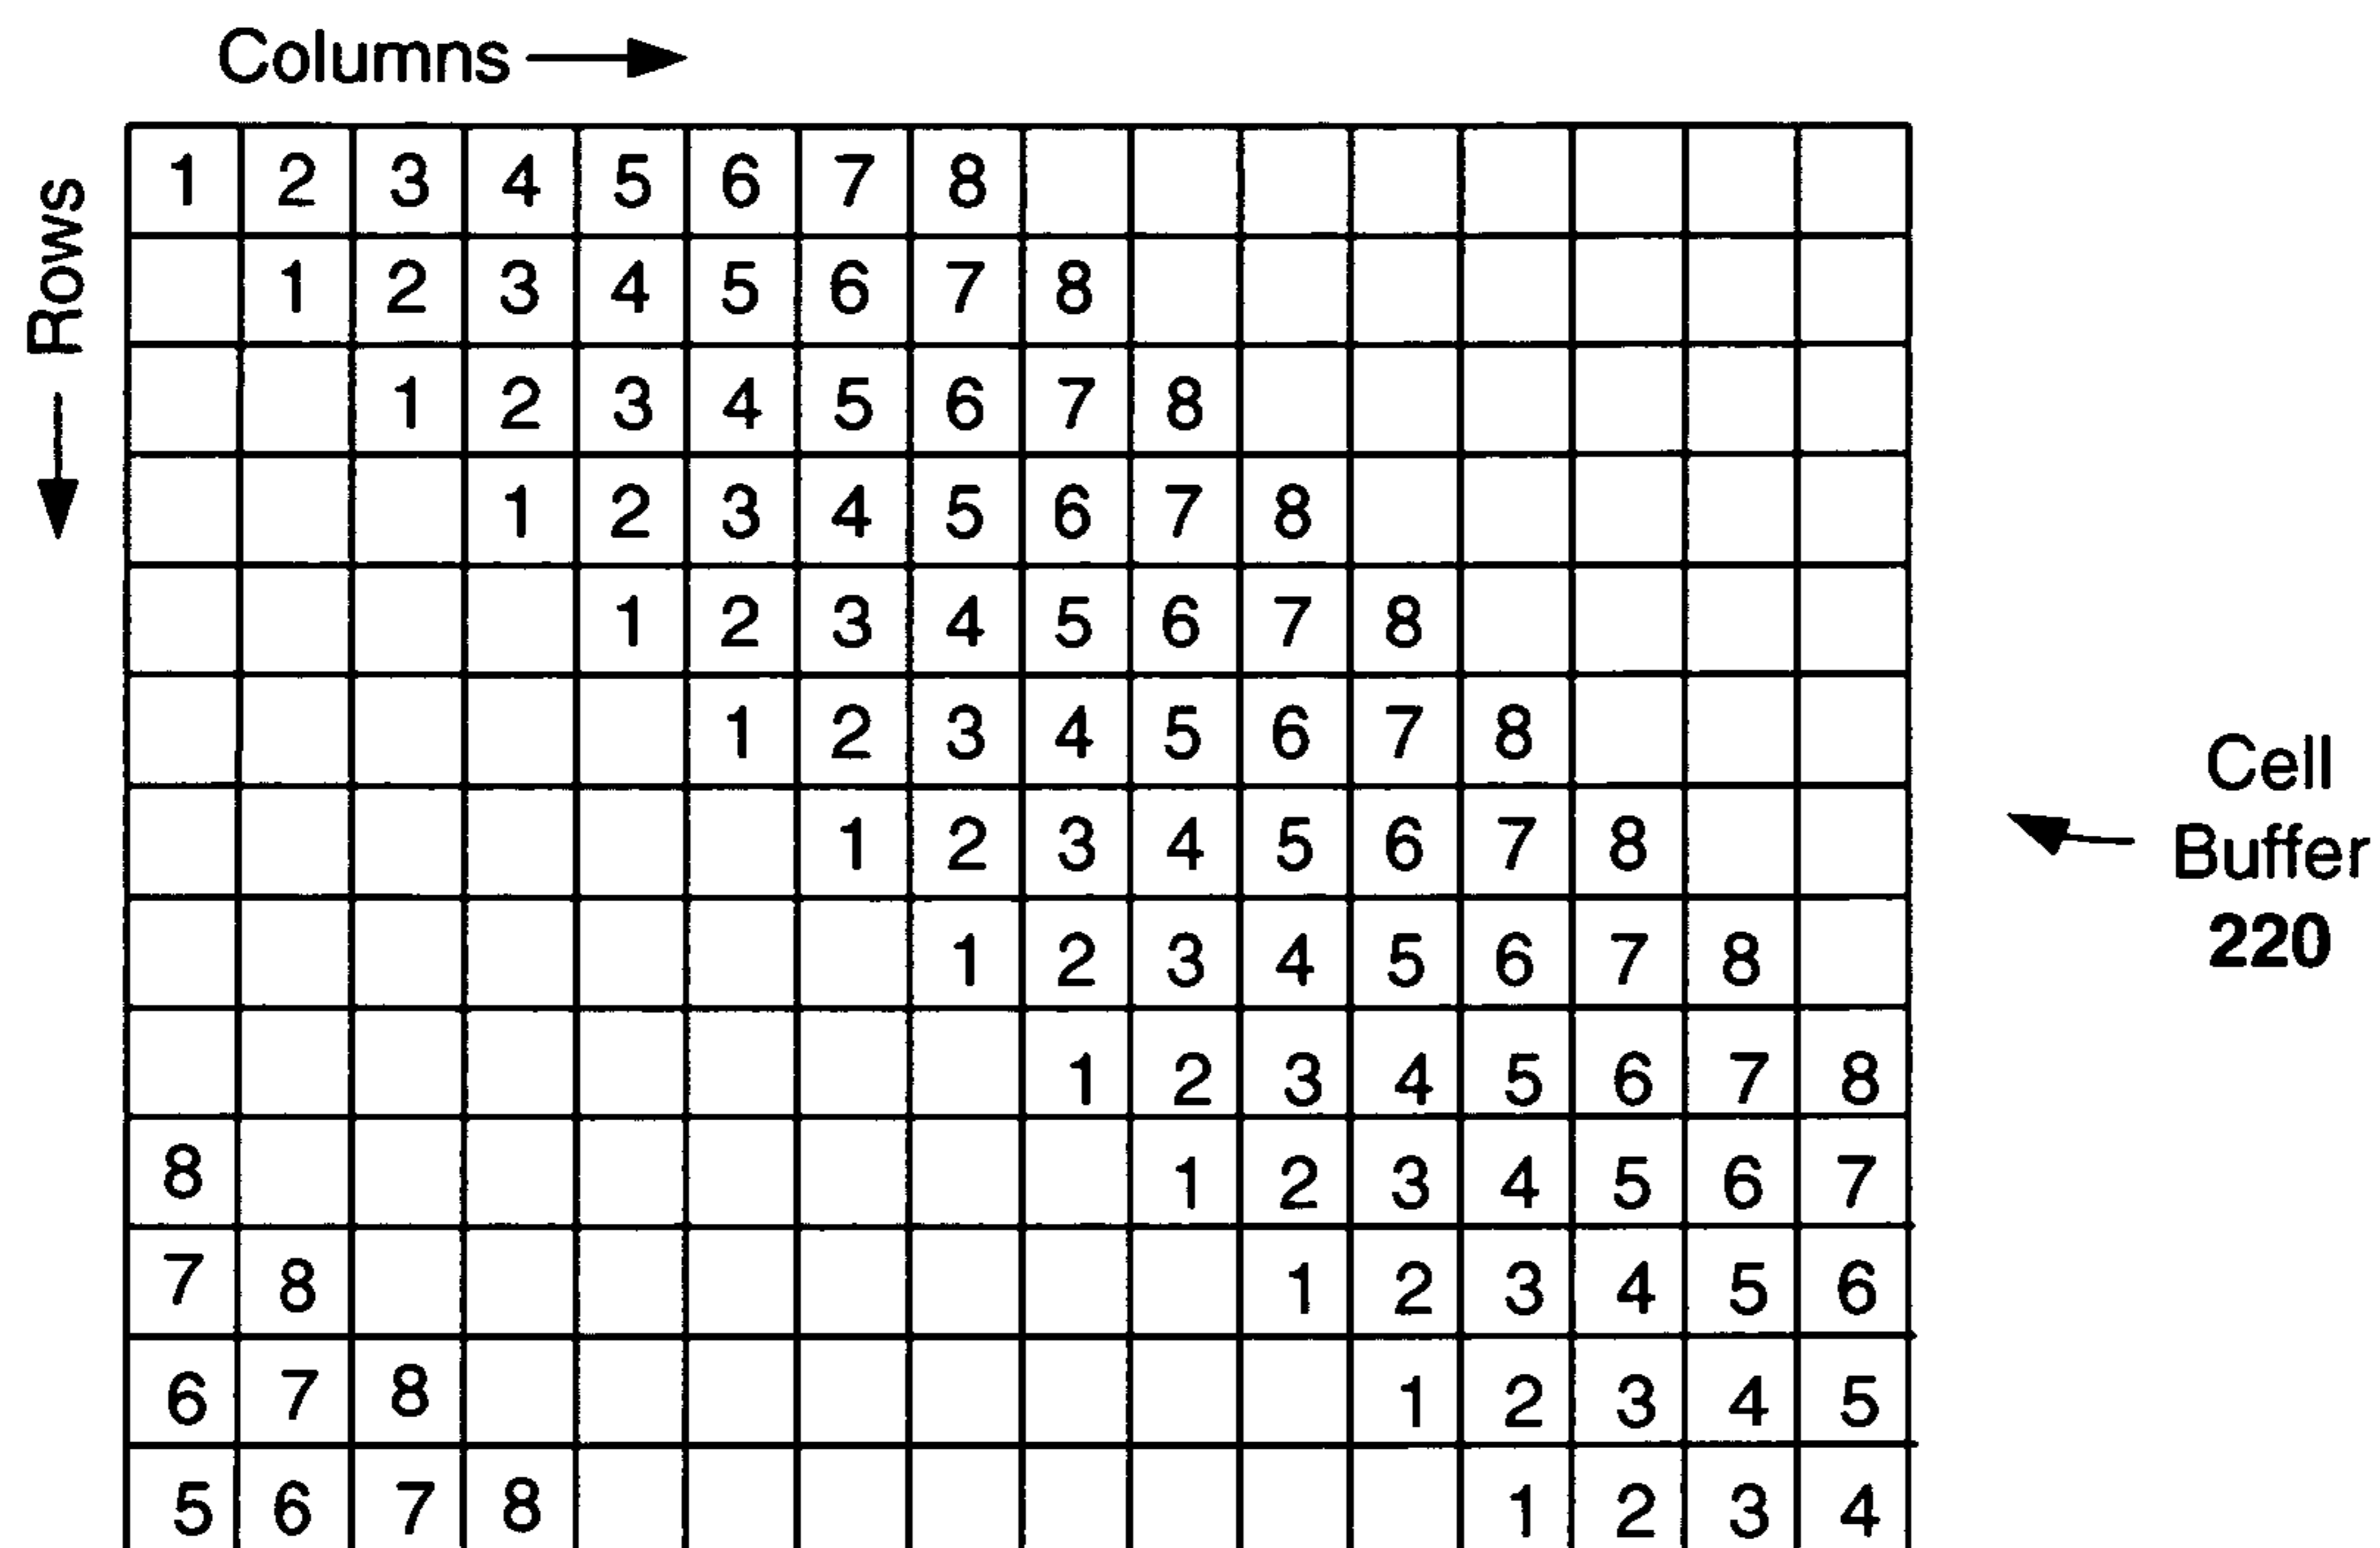 Columns
Rows
1 2 3 4 5 6 7 8
1 2 3 4 5 6 7 8
1 2 3 4 5 6 7 8
1 2 3 4 5 6 7 8
1 2 3 4 5 6 7 8
1 2 3 4 5 6 7 8
1 2 3 4 5 6 7 8
1 2 3 4 5 6 7 8
1 2 3 4 5 6 7 8
8 1 2 3 4 5 6 7
7 8 1 2 3 4 5 6
6 7 8 1 2 3 4 5
5 6 7 8 1 2 3 4
Cell
Buffer
220